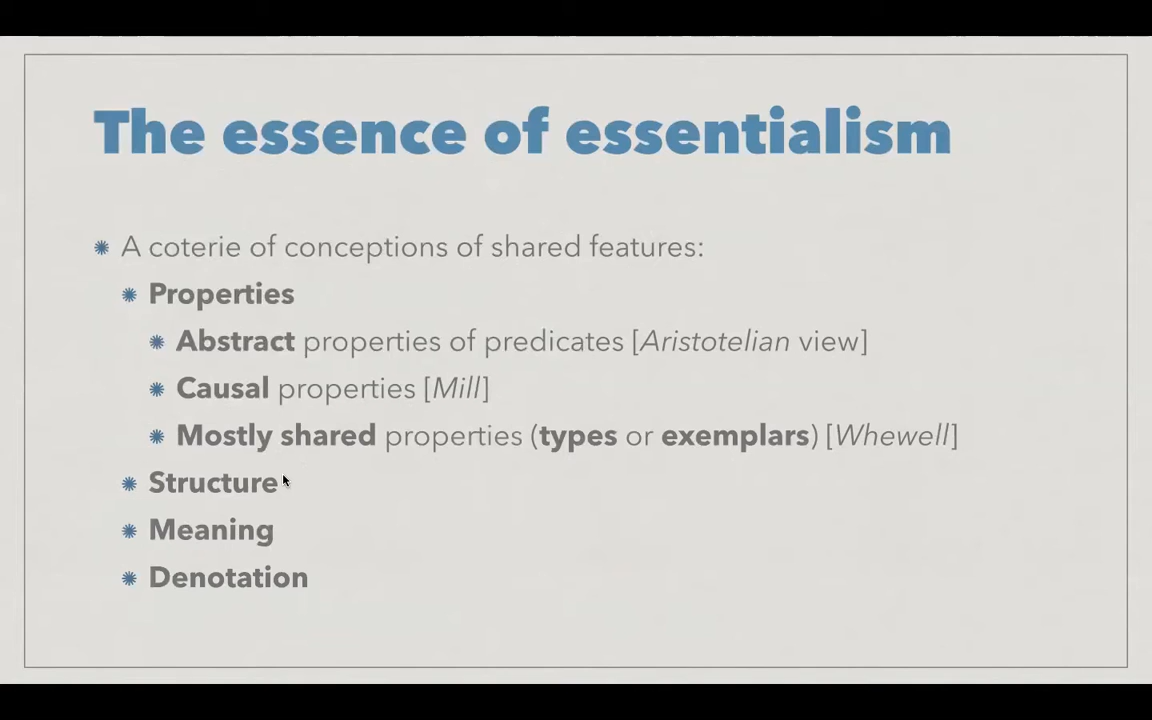 The essence of essentialism
A coterie of conceptions of shared features:
Properties
Abstract properties of predicates [Aristotelian view]
Causal properties [Mill]
Mostly shared properties (types or exemplars) [Whewell]
Structure
Meaning
Denotation